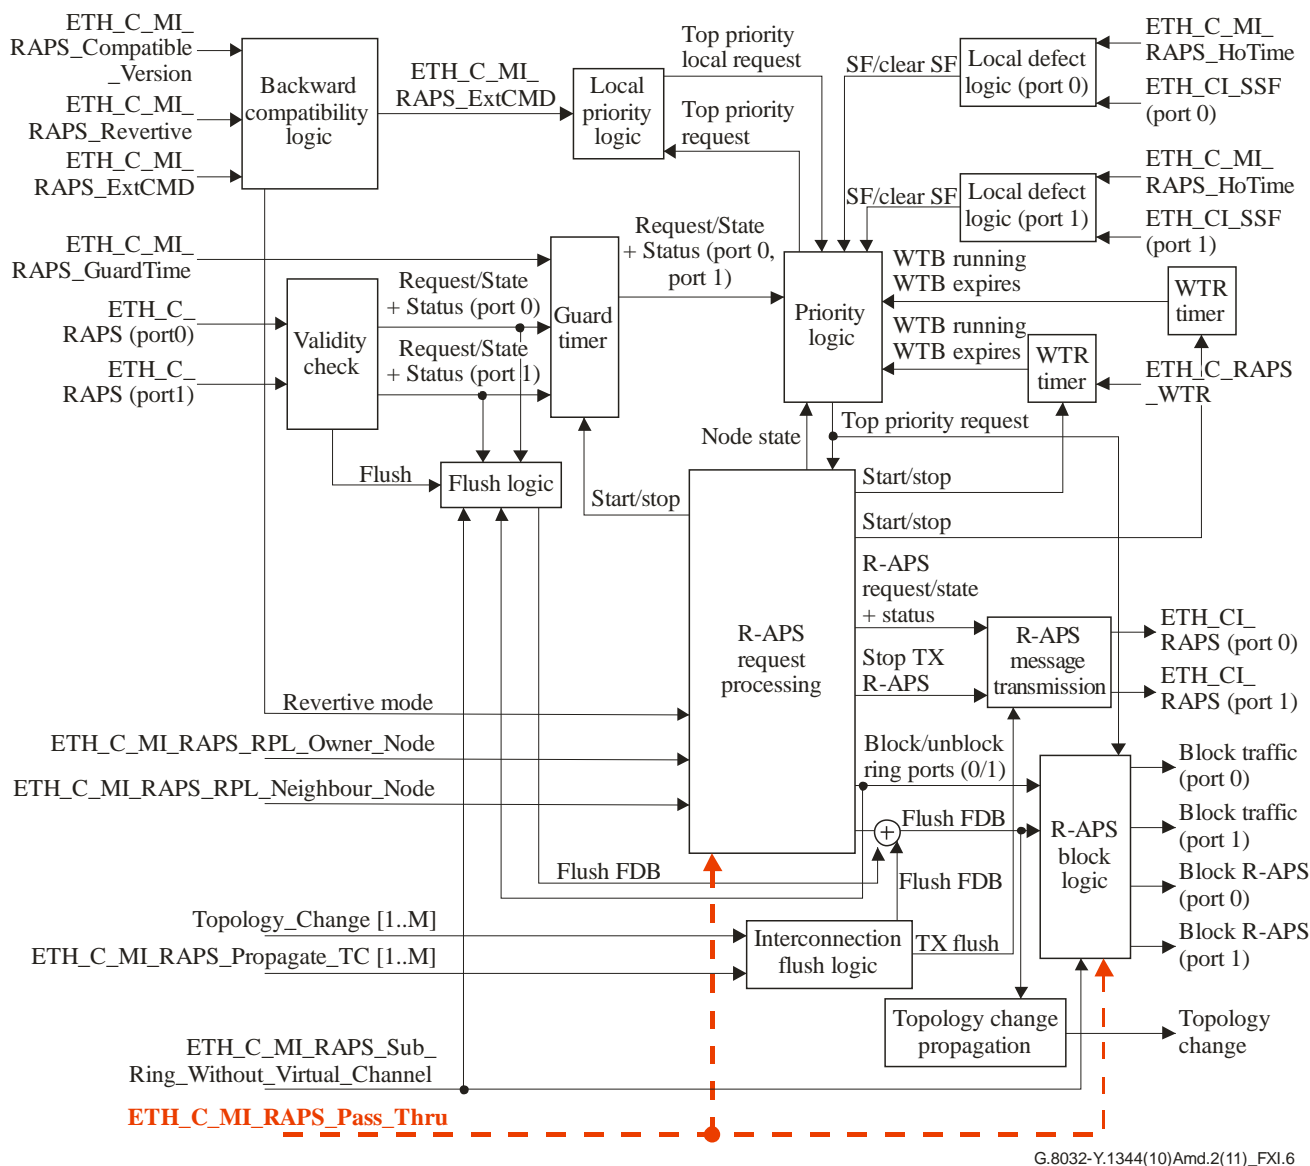 ETH_C_MI_
RAPS_Compatible
_Version
ETH_C_MI_
RAPS_Revertive
ETH_C_MI_
RAPS_ExtCMD
Backward
compatibility
logic
ETH_C_MI_
RAPS_ExtCMD
Local
priority
logic
Top priority
local request
Top priority
request
SF/clear SF
Local defect
logic (port 0)
ETH_C_MI_
RAPS_HoTime
ETH_CI_SSF
(port 0)
SF/clear SF
Local defect
logic (port 1)
ETH_C_MI_
RAPS_HoTime
ETH_CI_SSF
(port 1)
ETH_C_MI_
RAPS_GuardTime
ETH_C_
RAPS (port0)
ETH_C_
RAPS (port1)
Validity
check
Request/State
+ Status (port 0)
Request/State
+ Status (port 1)
Guard
timer
Request/State
+ Status (port 0,
port 1)
Priority
logic
WTB running
WTB expires
WTR
timer
WTB running
WTB expires
WTR
timer
ETH_C_RAPS
_WTR
Flush
Flush logic
Start/stop
Node state
Top priority request
Start/stop
Start/stop
R-APS
request/state
+ status
R-APS
request
processing
Stop TX
R-APS
R-APS
message
transmission
ETH_CI_
RAPS (port 0)
ETH_CI_
RAPS (port 1)
Revertive mode
ETH_C_MI_RAPS_RPL_Owner_Node
ETH_C_MI_RAPS_RPL_Neighbour_Node
Block/unblock
ring ports (0/1)
+
Flush FDB
Flush FDB
Flush FDB
R-APS
block
logic
Block traffic
(port 0)
Block traffic
(port 1)
Block R-APS
(port 0)
Block R-APS
(port 1)
Topology_Change [1..M]
ETH_C_MI_RAPS_Propagate_TC [1..M]
Interconnection
flush logic
TX flush
Topology change
propagation
Topology
change
ETH_C_MI_RAPS_Sub_
Ring_Without_Virtual_Channel
ETH_C_MI_RAPS_Pass_Thru
G.8032-Y.1344(10)Amd.2(11)_FXI.6